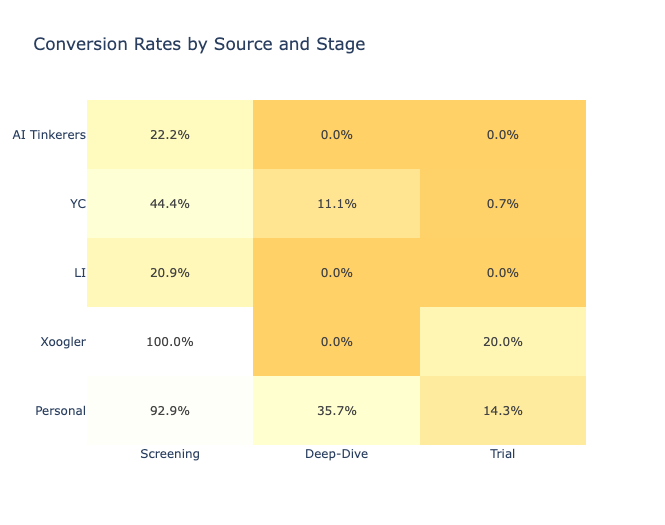 Conversion Rates by Source and Stage
AI Tinkerers 22.2% 0.0% 0.0%
YC 44.4% 11.1% 0.7%
LI 20.9% 0.0% 0.0%
Xoogler 100.0% 0.0% 20.0%
Personal 92.9% 35.7% 14.3%
Screening Deep-Dive Trial